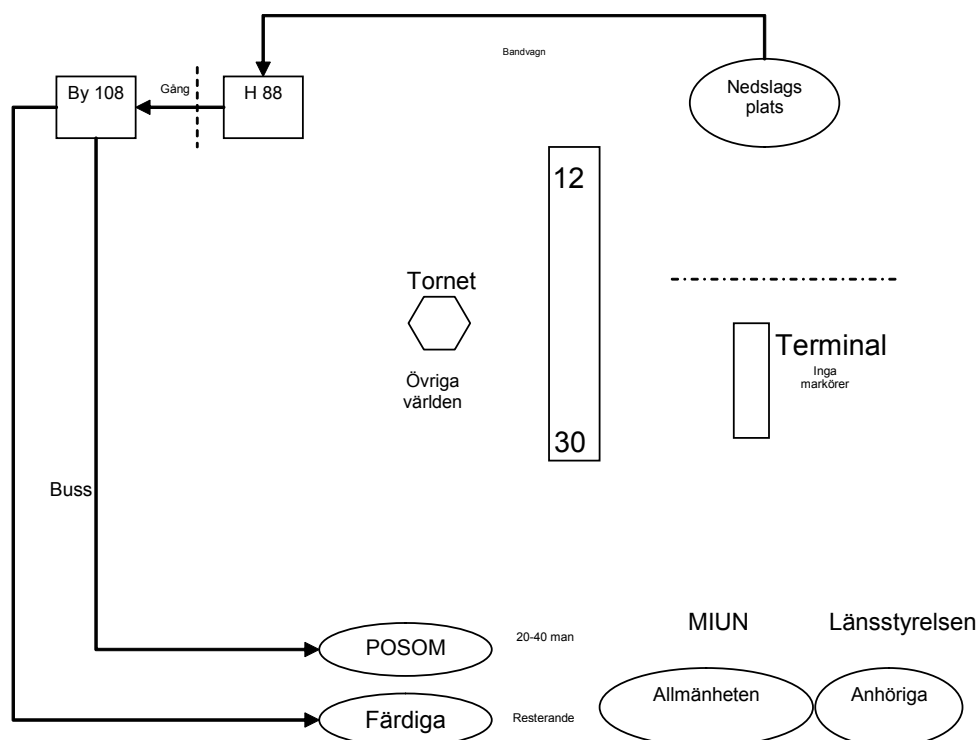 Bandvagn
By 108
Gång
H 88
Nedslags
plats
12
Tornet
Övriga
världen
30
Terminal
Inga
markörer
Buss
POSOM
20-40 man
MIUN
Länsstyrelsen
Färdiga
Resterande
Allmänheten
Anhöriga